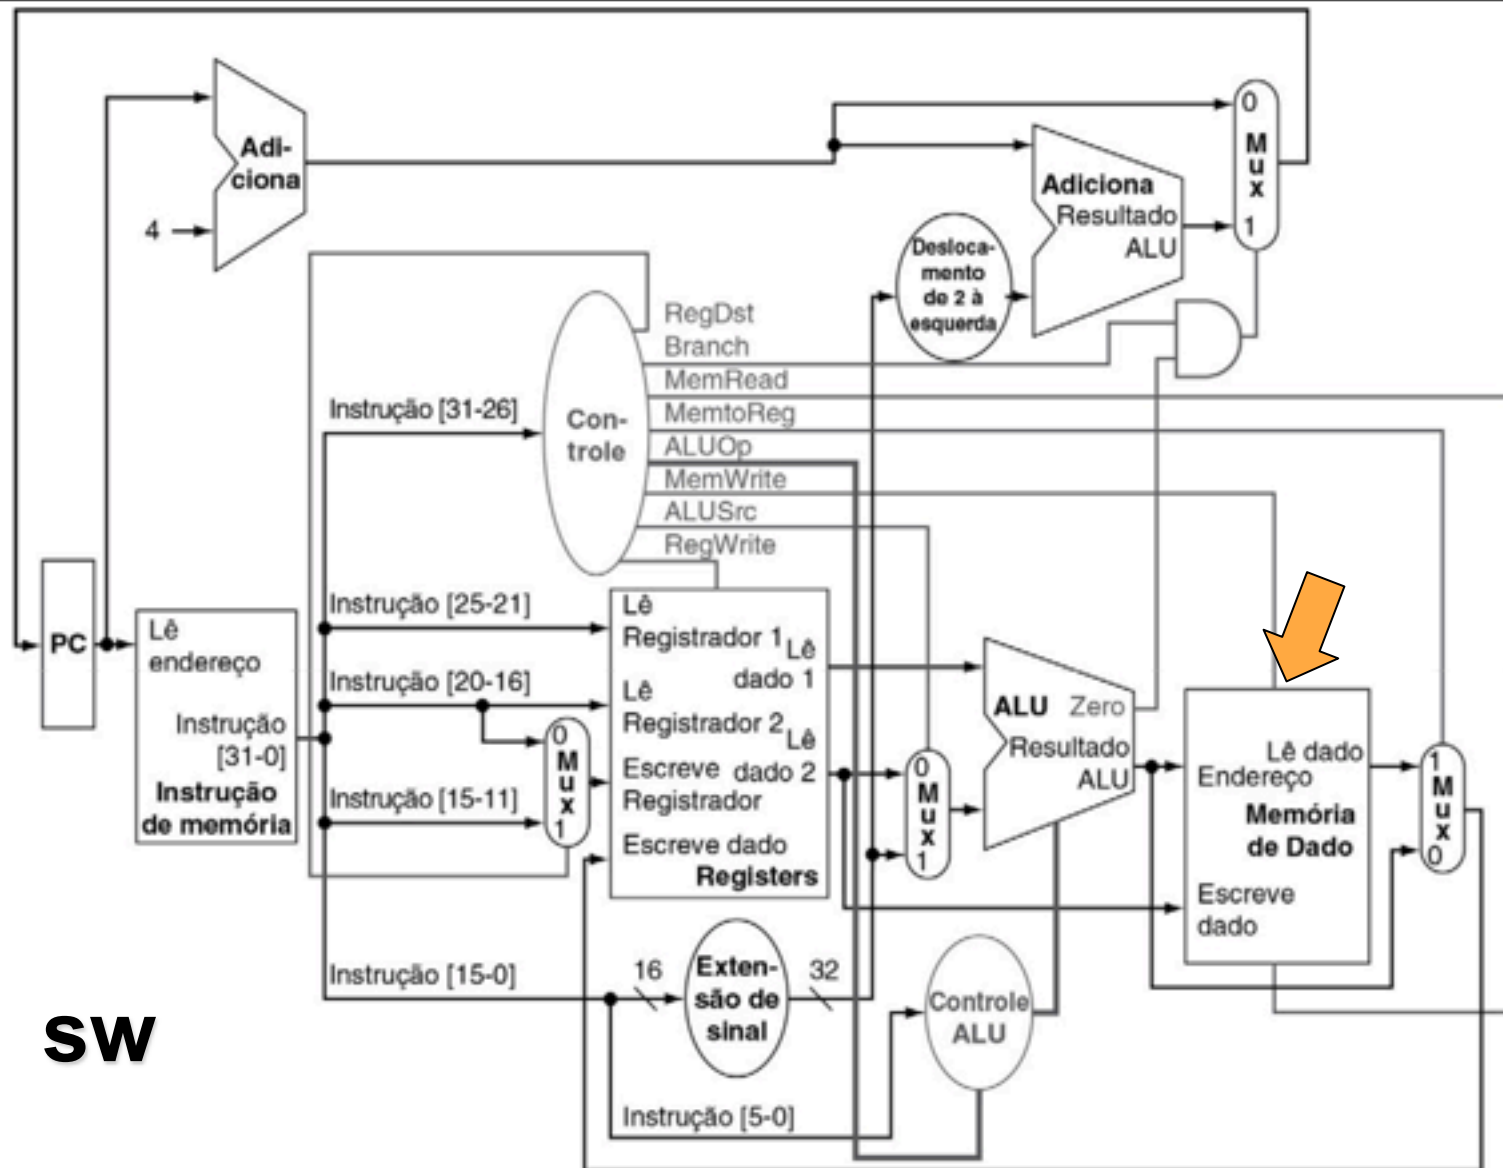 Adi-
ciona
4
0
Mux
1
Adiciona
Resultado
ALU
Desloca-
mento
de 2 à
esquerda
RegDst
Branch
MemRead
MemtoReg
ALUOp
MemWrite
ALUSrc
RegWrite
Instrução [31-26]
Con-
trole
PC
Lê
endereço
Instrução
[31-0]
Instrução
de memória
Instrução [25-21]
Instrução [20-16]
Instrução [15-11]
0
Mux
1
Lê
Registrador 1
Lê
dado 1
Lê
Registrador 2
Lê
dado 2
Escreve
Registrador
Escreve dado
Registers
0
Mux
1
ALU
Zero
Resultado
ALU
Lê dado
Endereço
Memória
de Dado
Escreve
dado
1
Mux
0
Instrução [15-0]
16
Exten-
são de
sinal
32
Controle
ALU
Instrução [5-0]
sw